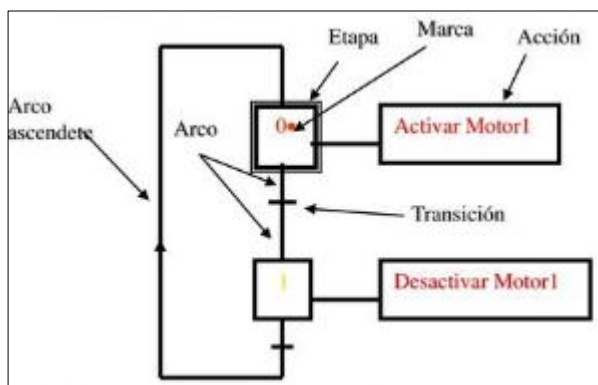 Etapa
Marca
Acción
Arco
ascendete
Arco
0
Activar Motor1
Transición
1
Desactivar Motor1